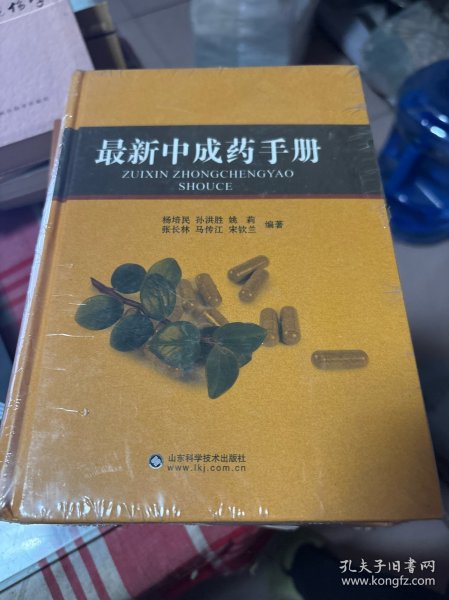 最新中成药手册
ZUIXIN ZHONGCHENGYAO
SHOUCE
杨培民 孙洪胜 姚 莉
张长林 马传江 宋钦兰 编著
山东科学技术出版社
www.lkj.com.cn
孔夫子旧书网
www.kongfz.com